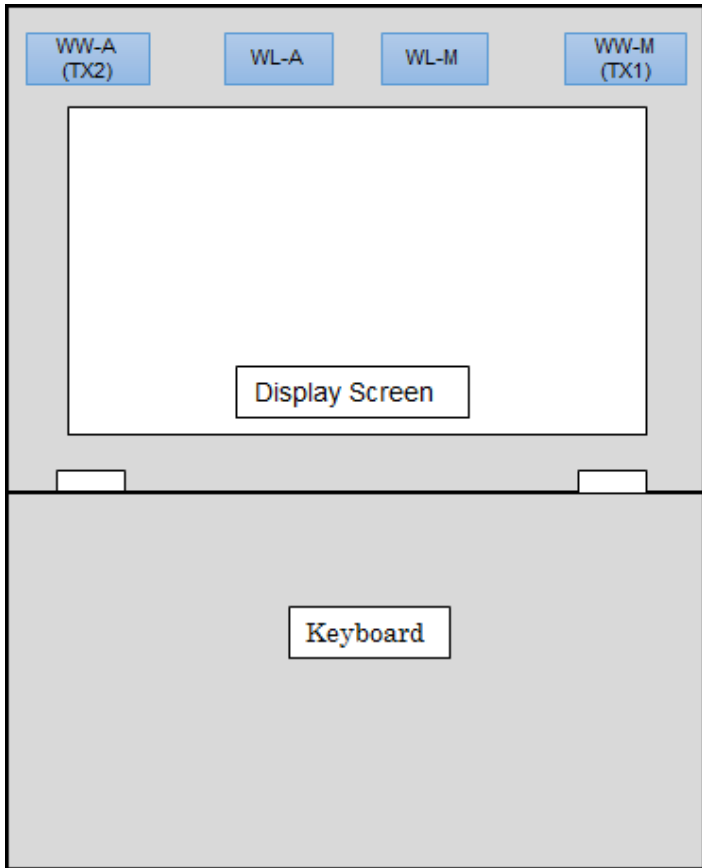 WW-A
(TX2)
WL-A
WL-M
WW-M
(TX1)
Display Screen
Keyboard